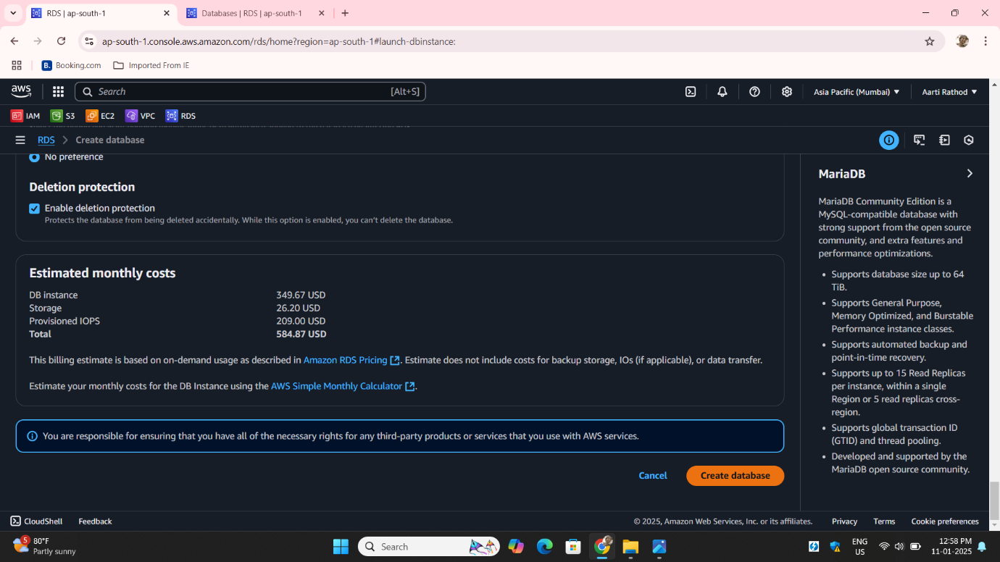 RDS | ap-south-1
Databases | RDS | ap-south-1
ap-south-1.console.aws.amazon.com/rds/home?region=ap-south-1#launch-dbinstance:
B. Booking.com
Imported From IE
aws
Search
[Alt+S]
Asia Pacific (Mumbai)
Aarti Rathod
IAM
S3
EC2
VPC
RDS
RDS
Create database
No preference
Deletion protection
Enable deletion protection
Protects the database from being deleted accidentally. While this option is enabled, you can't delete the database.
Estimated monthly costs
DB instance 349.67 USD
Storage 26.20 USD
Provisioned IOPS 209.00 USD
Total 584.87 USD
This billing estimate is based on on-demand usage as described in Amazon RDS Pricing. Estimate does not include costs for backup storage, IOs (if applicable), or data transfer.
Estimate your monthly costs for the DB Instance using the AWS Simple Monthly Calculator.
You are responsible for ensuring that you have all of the necessary rights for any third-party products or services that you use with AWS services.
Cancel
Create database
MariaDB
MariaDB Community Edition is a
MySQL-compatible database with
strong support from the open source
community, and extra features and
performance optimizations.
• Supports database size up to 64
TiB.
• Supports General Purpose,
Memory Optimized, and Burstable
Performance instance classes.
• Supports automated backup and
point-in-time recovery.
• Supports up to 15 Read Replicas
per instance, within a single
Region or 5 read replicas cross-
region.
• Supports global transaction ID
(GTID) and thread pooling.
• Developed and supported by the
MariaDB open source community.
CloudShell
Feedback
© 2025, Amazon Web Services, Inc. or its affiliates.
Privacy
Terms
Cookie preferences
5
80°F
Partly sunny
Search
ENG
US
12:58 PM
11-01-2025